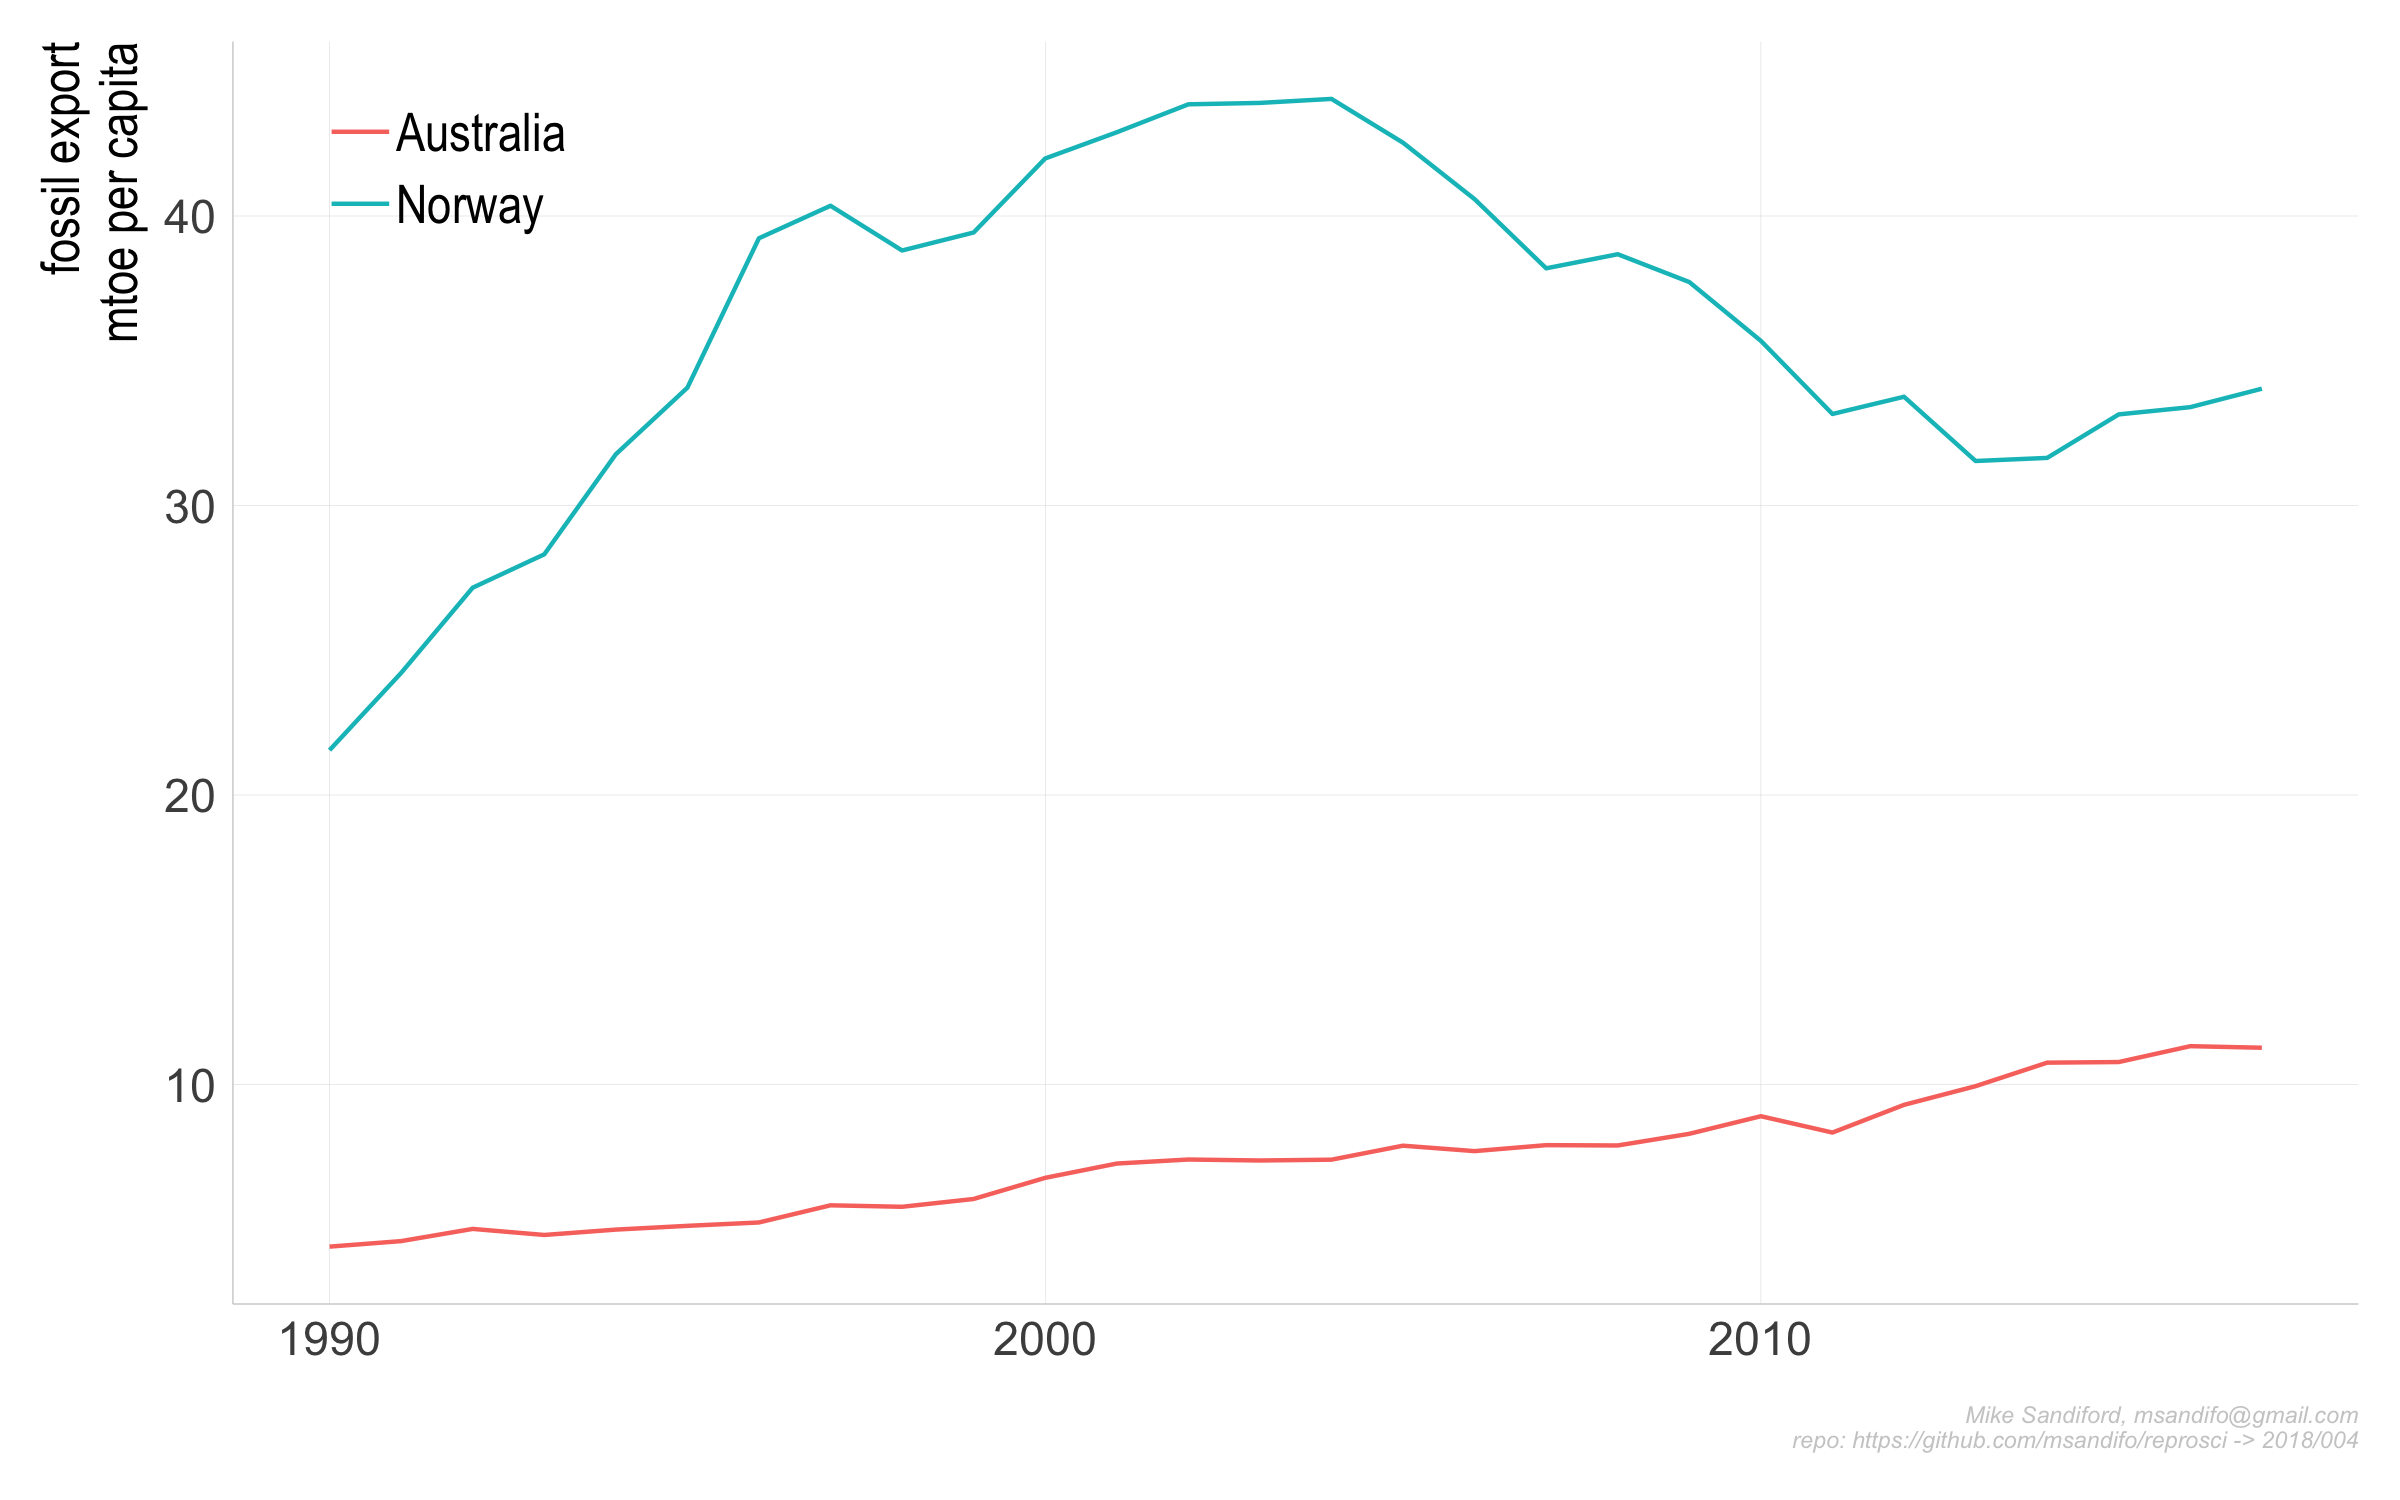 fossil export
mtoe per capita
Australia
Norway
40
30
20
10
1990
2000
2010
Mike Sandiford, msandifo@gmail.com
repo: https://github.com/msandifo/reprosci -> 2018/004